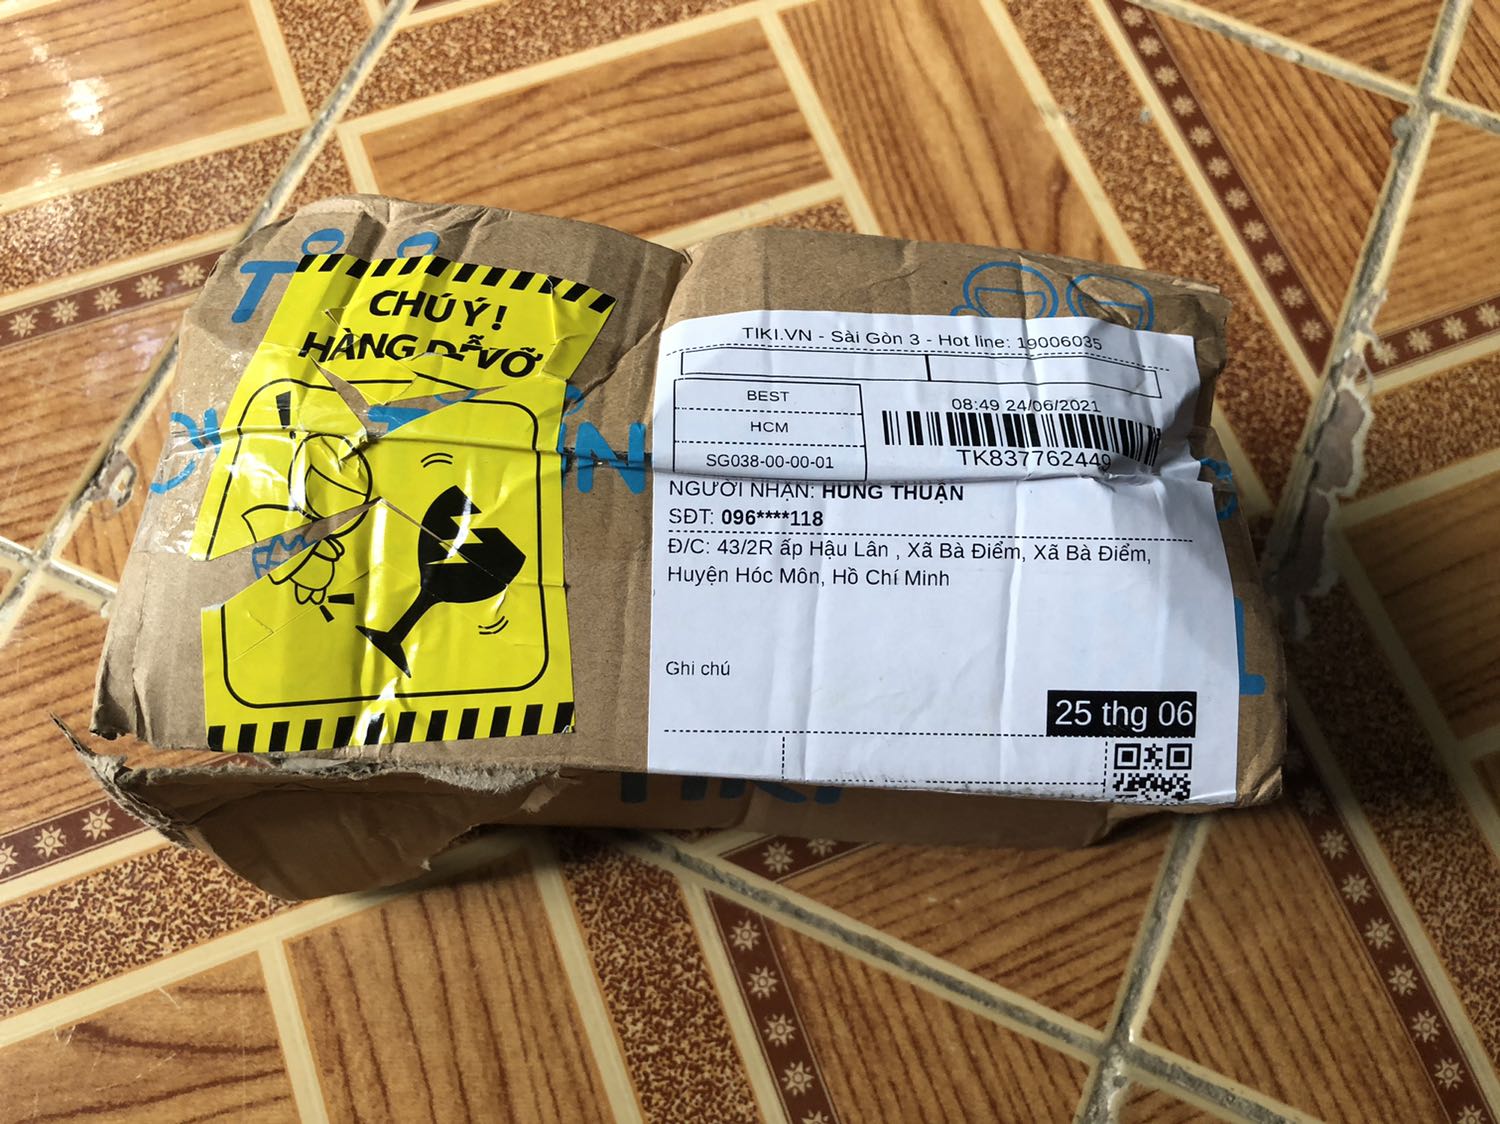 CHÚ Ý!
HÀNG DỄ VỠ
TIKI.VN - Sài Gòn 3 - Hot line: 19006035
BEST
HCM
SG038-00-00-01
08:49 24/06/2021
TK837762449
NGƯỜI NHẬN: HÙNG THUẬN
SĐT: 096****118
Đ/C: 43/2R ấp Hậu Lân , Xã Bà Điểm, Xã Bà Điểm,
Huyện Hóc Môn, Hồ Chí Minh
Ghi chú
25 thg 06
TIKI